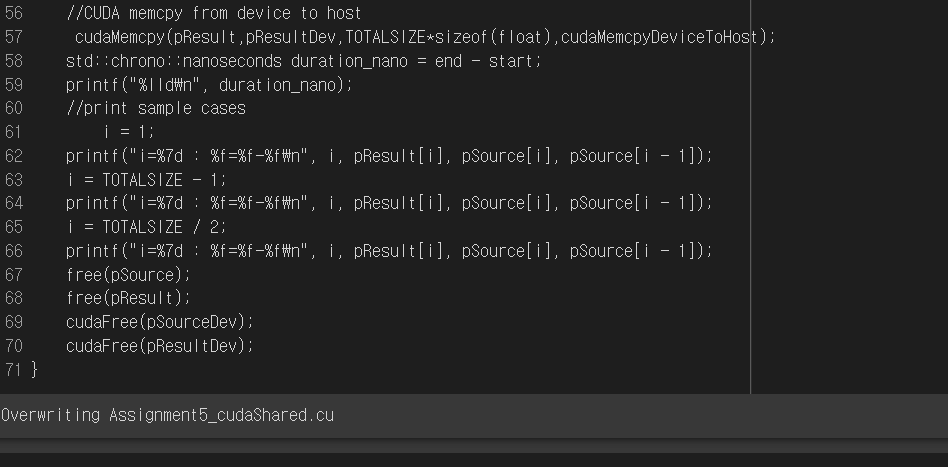 56 //CUDA memcpy from device to host
57 cudaMemcpy(pResult,pResultDev,TOTALSIZE*sizeof(float),cudaMemcpyDeviceToHost);
58 std::chrono::nanoseconds duration_nano = end - start;
59 printf("%lld₩n", duration_nano);
60 //print sample cases
61 i = 1;
62 printf("i=%7d : %f=%f-%f₩n", i, pResult[i], pSource[i], pSource[i - 1]);
63 i = TOTALSIZE - 1;
64 printf("i=%7d : %f=%f-%f₩n", i, pResult[i], pSource[i], pSource[i - 1]);
65 i = TOTALSIZE / 2;
66 printf("i=%7d : %f=%f-%f₩n", i, pResult[i], pSource[i], pSource[i - 1]);
67 free(pSource);
68 free(pResult);
69 cudaFree(pSourceDev);
70 cudaFree(pResultDev);
71 }
Overwriting Assignment5_cudaShared.cu